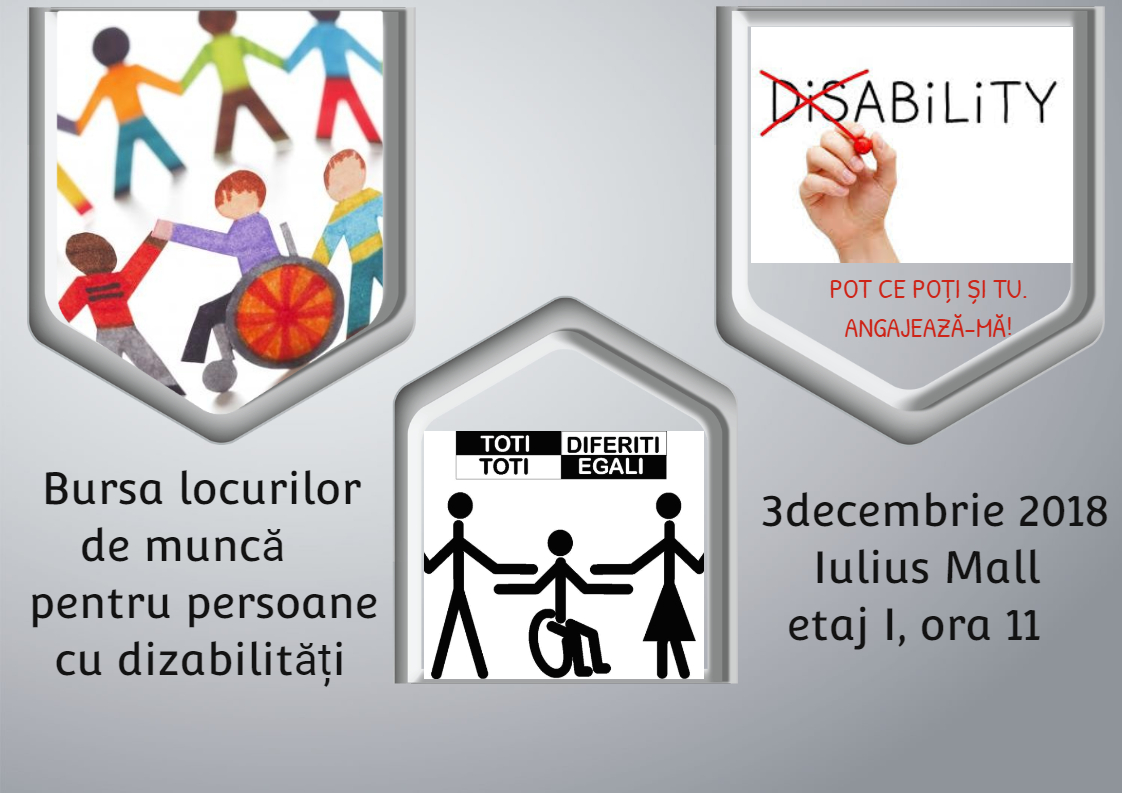 DiSABiLiTY
POT CE POȚI ȘI TU.
ANGAJEAZĂ-MĂ!
TOTI DIFERITI
TOTI EGALI
Bursa locurilor
de muncă
pentru persoane
cu dizabilități
3decembrie 2018
Iulius Mall
etaj I, ora 11